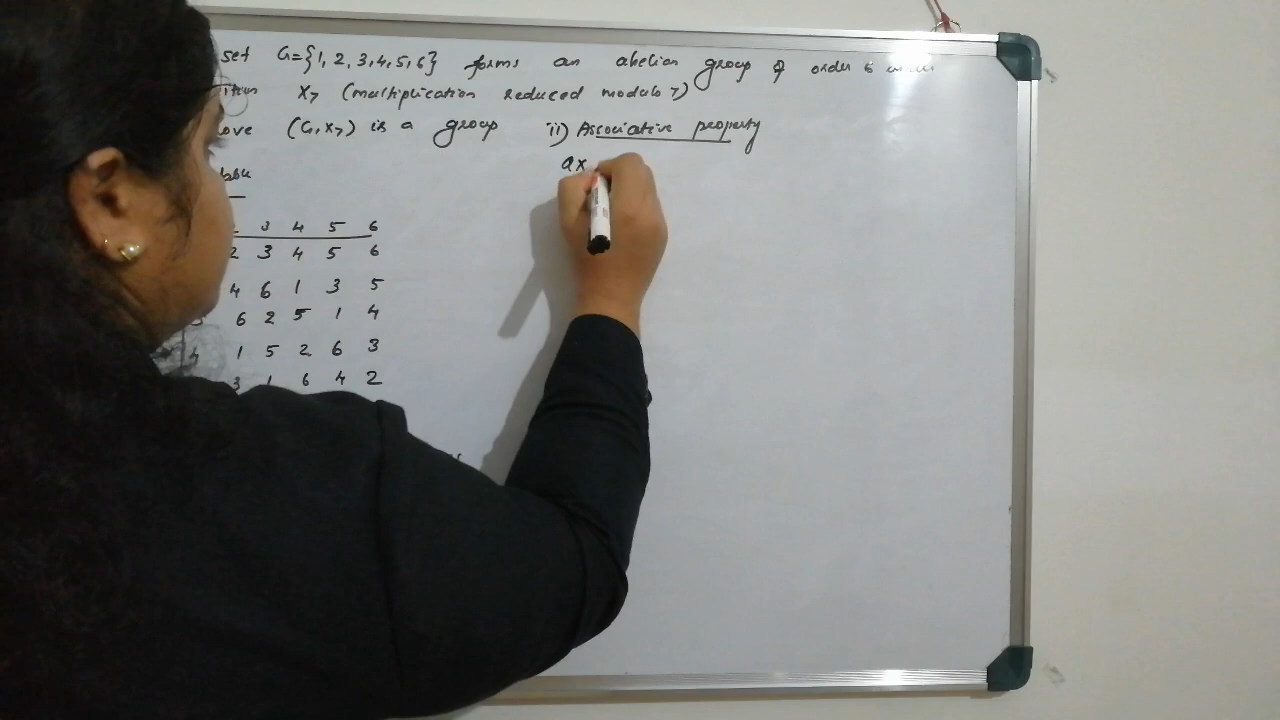 set G={1, 2, 3, 4, 5, 6} forms an abelian group of order 6
X₇ (multiplication reduced modulo 7)
(G, X₇) is a group
ii) Associative property
ax
3 4 5 6
2 3 4 5 6
4 6 1 3 5
6 2 5 1 4
4 1 5 2 6 3
3 1 6 4 2